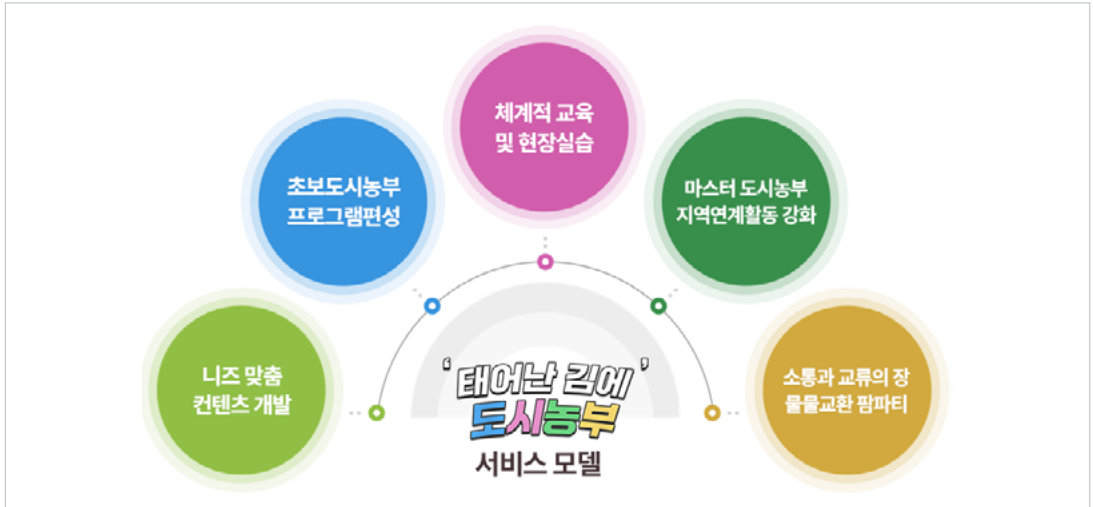 니즈 맞춤
컨텐츠 개발
초보도시농부
프로그램편성
체계적 교육
및 현장실습
마스터 도시농부
지역연계활동 강화
소통과 교류의 장
물물교환 팜파티
‘태어난 김에’
도시농부
서비스 모델